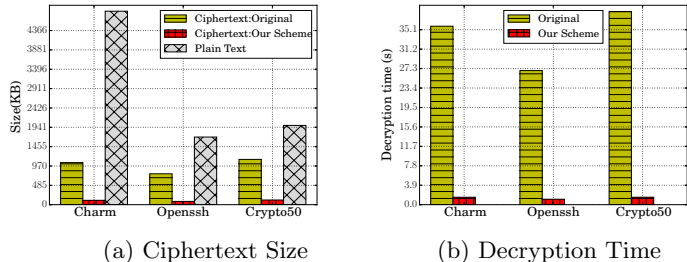 Ciphertext:Original
Ciphertext:Our Scheme
Plain Text
4366
3881
3396
2911
2426
1941
1455
970
485
0
Size(KB)
Charm Openssh Crypto50
(a) Ciphertext Size
Original
Our Scheme
35.1
31.2
27.3
23.4
19.5
15.6
11.7
7.8
3.9
0.0
Decryption time (s)
Charm Openssh Crypto50
(b) Decryption Time